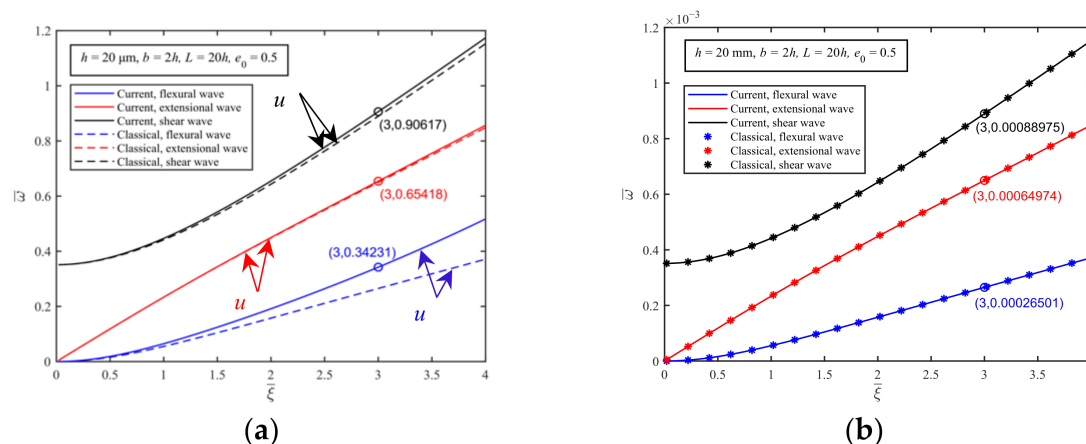 1.2
1
0.8
0.6
0.4
0.2
0
h = 20 μm, b = 2h, L = 20h, e₀ = 0.5
Current, flexural wave
Current, extensional wave
Current, shear wave
Classical, flexural wave
Classical, extensional wave
Classical, shear wave
u
(3,0.90617)
(3,0.65418)
(3,0.34231)
u
u
ω̅
0 0.5 1 1.5 2 2.5 3 3.5 4
ξ̅
(a)
× 10⁻³
1.2
1
0.8
0.6
0.4
0.2
0
h = 20 mm, b = 2h, L = 20h, e₀ = 0.5
Current, flexural wave
Current, extensional wave
Current, shear wave
Classical, flexural wave
Classical, extensional wave
Classical, shear wave
(3,0.00088975)
(3,0.00064974)
(3,0.00026501)
ω̅
0 0.5 1 1.5 2 2.5 3 3.5 4
ξ̅
(b)